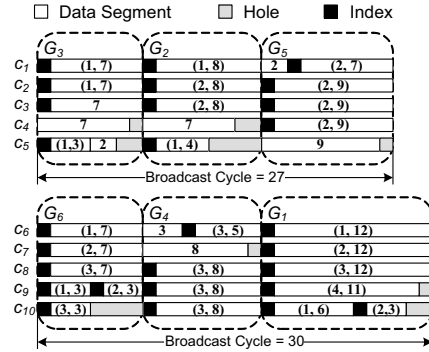 Data Segment Hole Index
G3 G2 G5
c1 (1, 7) (1, 8) 2 (2, 7)
c2 (1, 7) (2, 8) (2, 9)
c3 7 (2, 8) (2, 9)
c4 7 7 (2, 9)
c5 (1,3) 2 (1, 4) 9
Broadcast Cycle = 27
G6 G4 G1
c6 (1, 7) 3 (3, 5) (1, 12)
c7 (2, 7) 8 (2, 12)
c8 (3, 7) (3, 8) (3, 12)
c9 (1, 3) (2, 3) (3, 8) (4, 11)
c10 (3, 3) (3, 8) (1, 6) (2,3)
Broadcast Cycle = 30